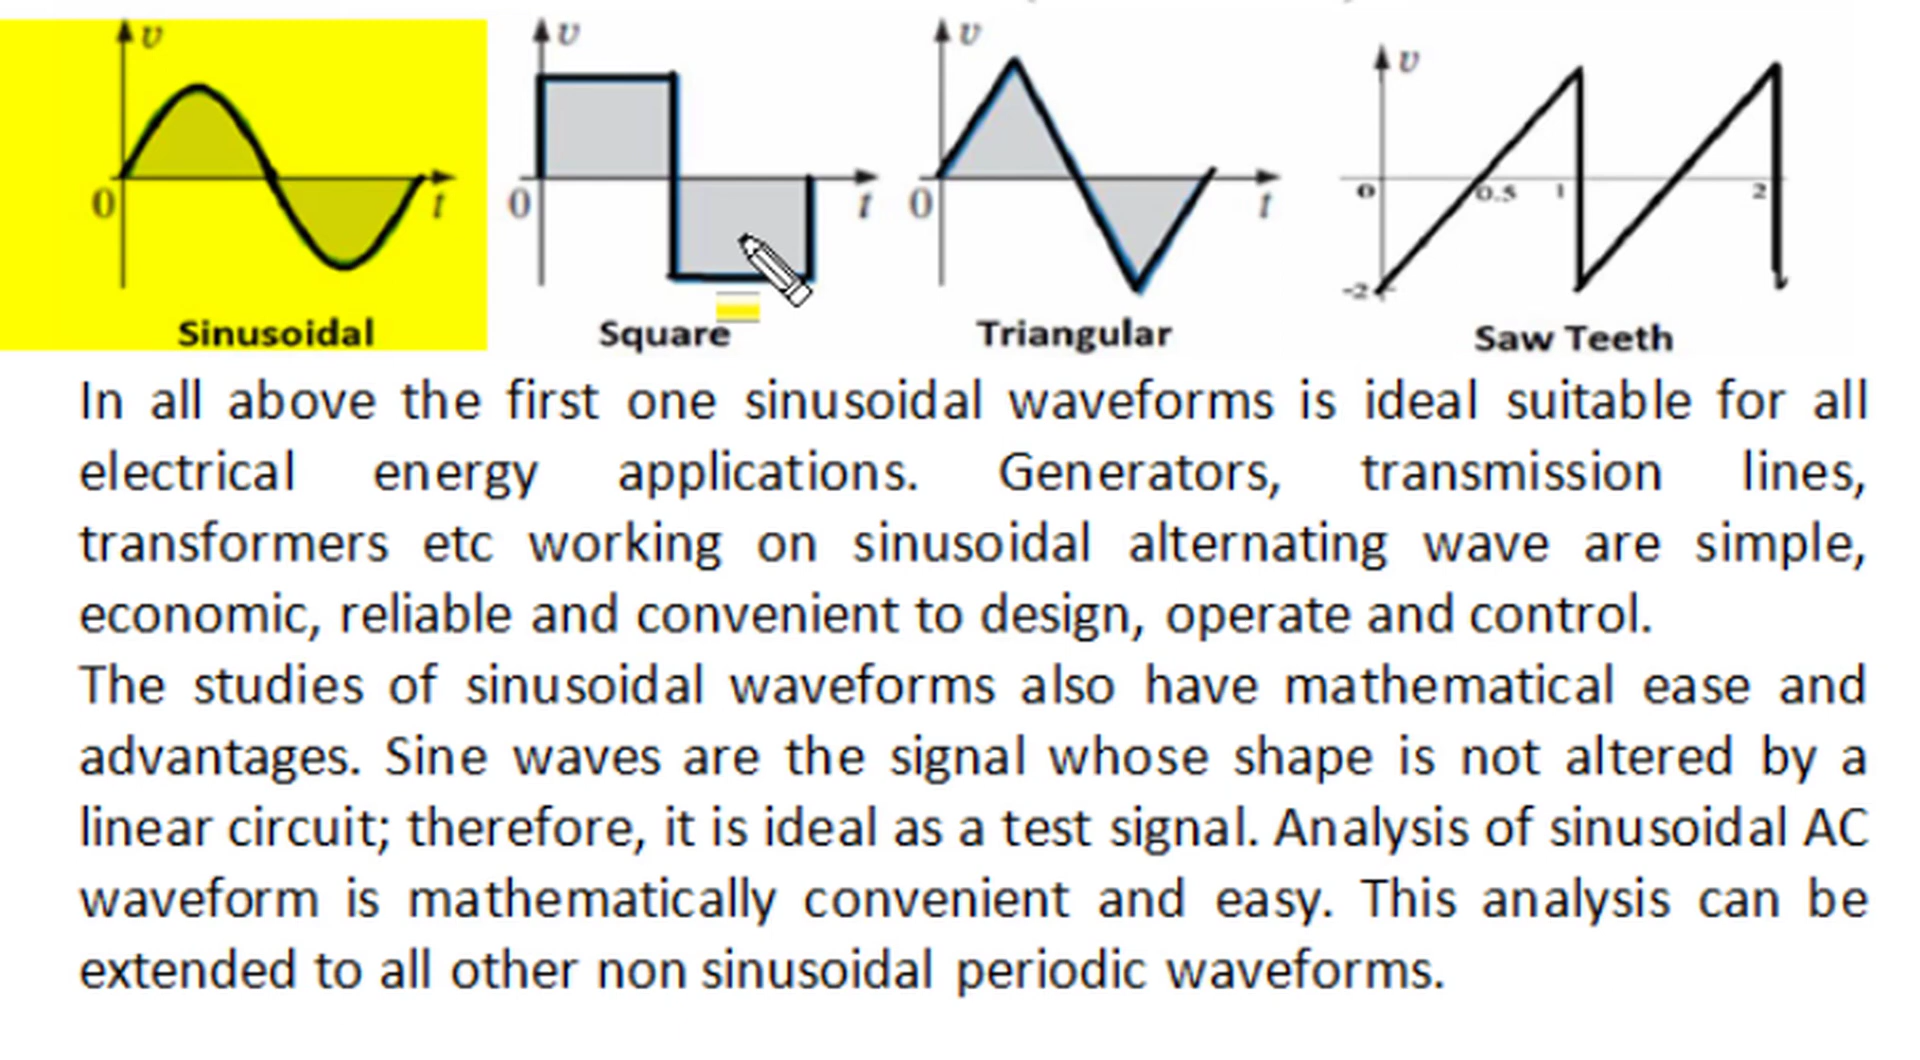 v v v v
0 t 0 t 0 t 0 0.5 1 2
-2
Sinusoidal Square Triangular Saw Teeth
In all above the first one sinusoidal waveforms is ideal suitable for all
electrical energy applications. Generators, transmission lines,
transformers etc working on sinusoidal alternating wave are simple,
economic, reliable and convenient to design, operate and control.
The studies of sinusoidal waveforms also have mathematical ease and
advantages. Sine waves are the signal whose shape is not altered by a
linear circuit; therefore, it is ideal as a test signal. Analysis of sinusoidal AC
waveform is mathematically convenient and easy. This analysis can be
extended to all other non sinusoidal periodic waveforms.